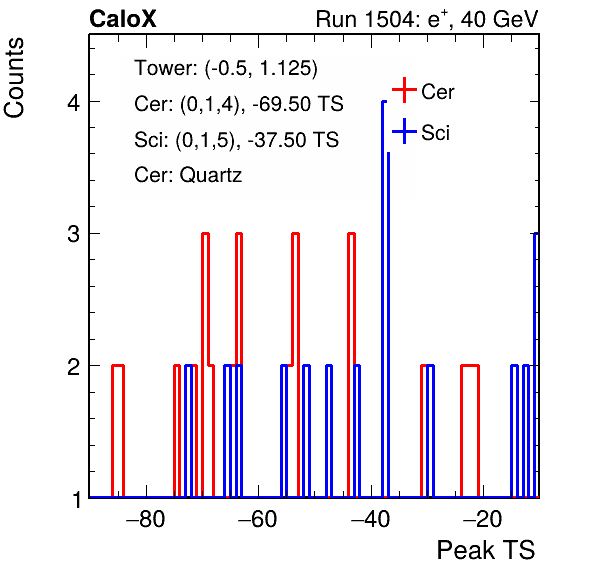 CaloX Run 1504: e⁺, 40 GeV
Counts
Tower: (-0.5, 1.125)
Cer: (0,1,4), -69.50 TS
Sci: (0,1,5), -37.50 TS
Cer: Quartz
Cer
Sci
4
3
2
1
−80 −60 −40 −20
Peak TS